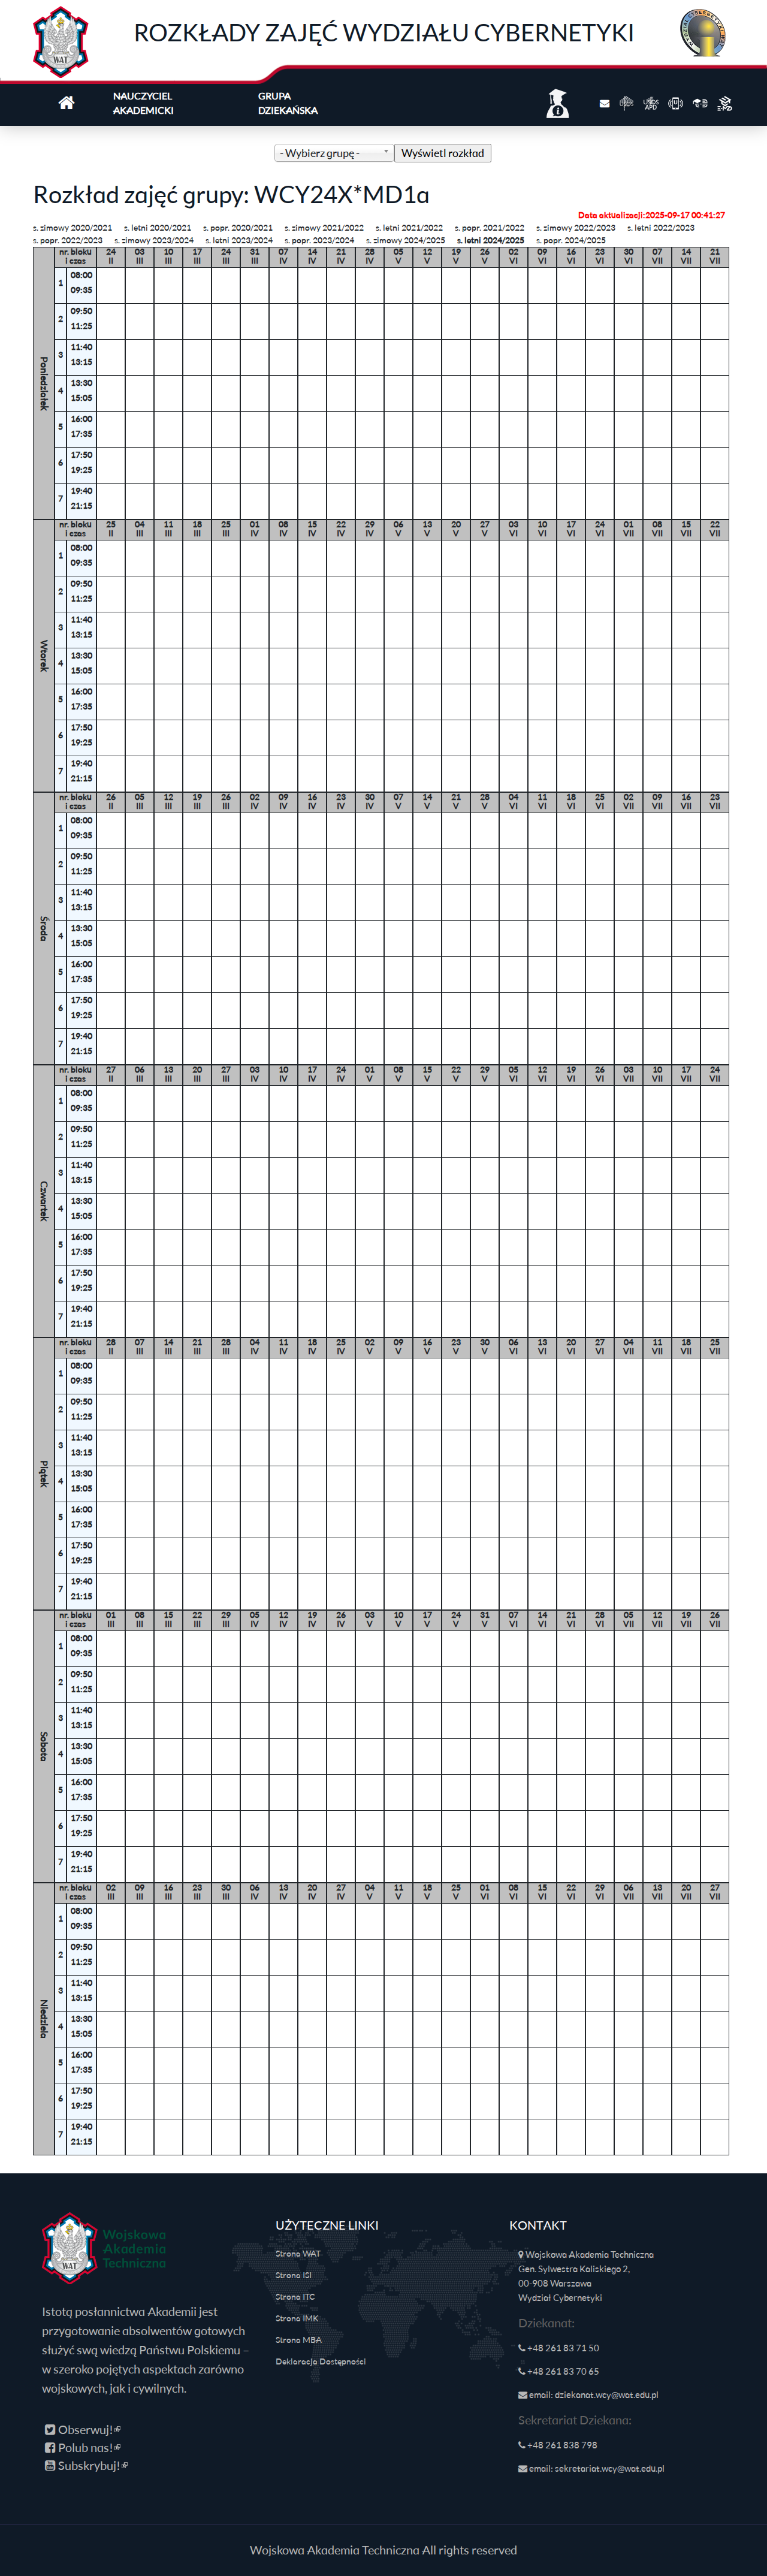 ROZKŁADY ZAJĘĆ WYDZIAŁU CYBERNETYKI
WAT
NAUCZYCIEL AKADEMICKI
GRUPA DZIEKAŃSKA
- Wybierz grupę -
Wyświetl rozkład
Rozkład zajęć grupy: WCY24X*MD1a
Data aktualizacji:2025-09-17 00:41:27
s. zimowy 2020/2021 s. letni 2020/2021 s. popr. 2020/2021 s. zimowy 2021/2022 s. letni 2021/2022 s. popr. 2021/2022 s. zimowy 2022/2023 s. letni 2022/2023
s. popr. 2022/2023 s. zimowy 2023/2024 s. letni 2023/2024 s. popr. 2023/2024 s. zimowy 2024/2025 s. letni 2024/2025 s. popr. 2024/2025
Poniedziałek
nr. bloku 24 03 10 17 24 31 07 14 21 28 05 12 19 26 02 09 16 23 30 07 14 21
i czas II III III III III III IV IV IV IV V V V V VI VI VI VI VI VII VII VII
1 08:00
09:35
2 09:50
11:25
3 11:40
13:15
4 13:30
15:05
5 16:00
17:35
6 17:50
19:25
7 19:40
21:15
Wtorek
nr. bloku 25 04 11 18 25 01 08 15 22 29 06 13 20 27 03 10 17 24 01 08 15 22
i czas II III III III III IV IV IV IV IV V V V V VI VI VI VI VII VII VII VII
1 08:00
09:35
2 09:50
11:25
3 11:40
13:15
4 13:30
15:05
5 16:00
17:35
6 17:50
19:25
7 19:40
21:15
Środa
nr. bloku 26 05 12 19 26 02 09 16 23 30 07 14 21 28 04 11 18 25 02 09 16 23
i czas II III III III III IV IV IV IV IV V V V V VI VI VI VI VII VII VII VII
1 08:00
09:35
2 09:50
11:25
3 11:40
13:15
4 13:30
15:05
5 16:00
17:35
6 17:50
19:25
7 19:40
21:15
Czwartek
nr. bloku 27 06 13 20 27 03 10 17 24 01 08 15 22 29 05 12 19 26 03 10 17 24
i czas II III III III III IV IV IV IV V V V V V VI VI VI VI VII VII VII VII
1 08:00
09:35
2 09:50
11:25
3 11:40
13:15
4 13:30
15:05
5 16:00
17:35
6 17:50
19:25
7 19:40
21:15
Piątek
nr. bloku 28 07 14 21 28 04 11 18 25 02 09 16 23 30 06 13 20 27 04 11 18 25
i czas II III III III III IV IV IV IV V V V V V VI VI VI VI VII VII VII VII
1 08:00
09:35
2 09:50
11:25
3 11:40
13:15
4 13:30
15:05
5 16:00
17:35
6 17:50
19:25
7 19:40
21:15
Sobota
nr. bloku 01 08 15 22 29 05 12 19 26 03 10 17 24 31 07 14 21 28 05 12 19 26
i czas III III III III III IV IV IV IV V V V V V VI VI VI VI VII VII VII VII
1 08:00
09:35
2 09:50
11:25
3 11:40
13:15
4 13:30
15:05
5 16:00
17:35
6 17:50
19:25
7 19:40
21:15
Niedziela
nr. bloku 02 09 16 23 30 06 13 20 27 04 11 18 25 01 08 15 22 29 06 13 20 27
i czas III III III III III IV IV IV IV V V V V VI VI VI VI VI VII VII VII VII
1 08:00
09:35
2 09:50
11:25
3 11:40
13:15
4 13:30
15:05
5 16:00
17:35
6 17:50
19:25
7 19:40
21:15
WAT
Wojskowa
Akademia
Techniczna
Istotą posłannictwa Akademii jest
przygotowanie absolwentów gotowych
służyć swą wiedzą Państwu Polskiemu –
w szeroko pojętych aspektach zarówno
wojskowych, jak i cywilnych.
Obserwuj!
Polub nas!
Subskrybuj!
UŻYTECZNE LINKI
Strona WAT
Strona ISI
Strona ITC
Strona IMK
Strona MBA
Deklaracja Dostępności
KONTAKT
Wojskowa Akademia Techniczna
Gen. Sylwestra Kaliskiego 2,
00-908 Warszawa
Wydział Cybernetyki
Dziekanat:
+48 261 83 71 50
+48 261 83 70 65
email: dziekanat.wcy@wat.edu.pl
Sekretariat Dziekana:
+48 261 838 798
email: sekretariat.wcy@wat.edu.pl
Wojskowa Akademia Techniczna All rights reserved